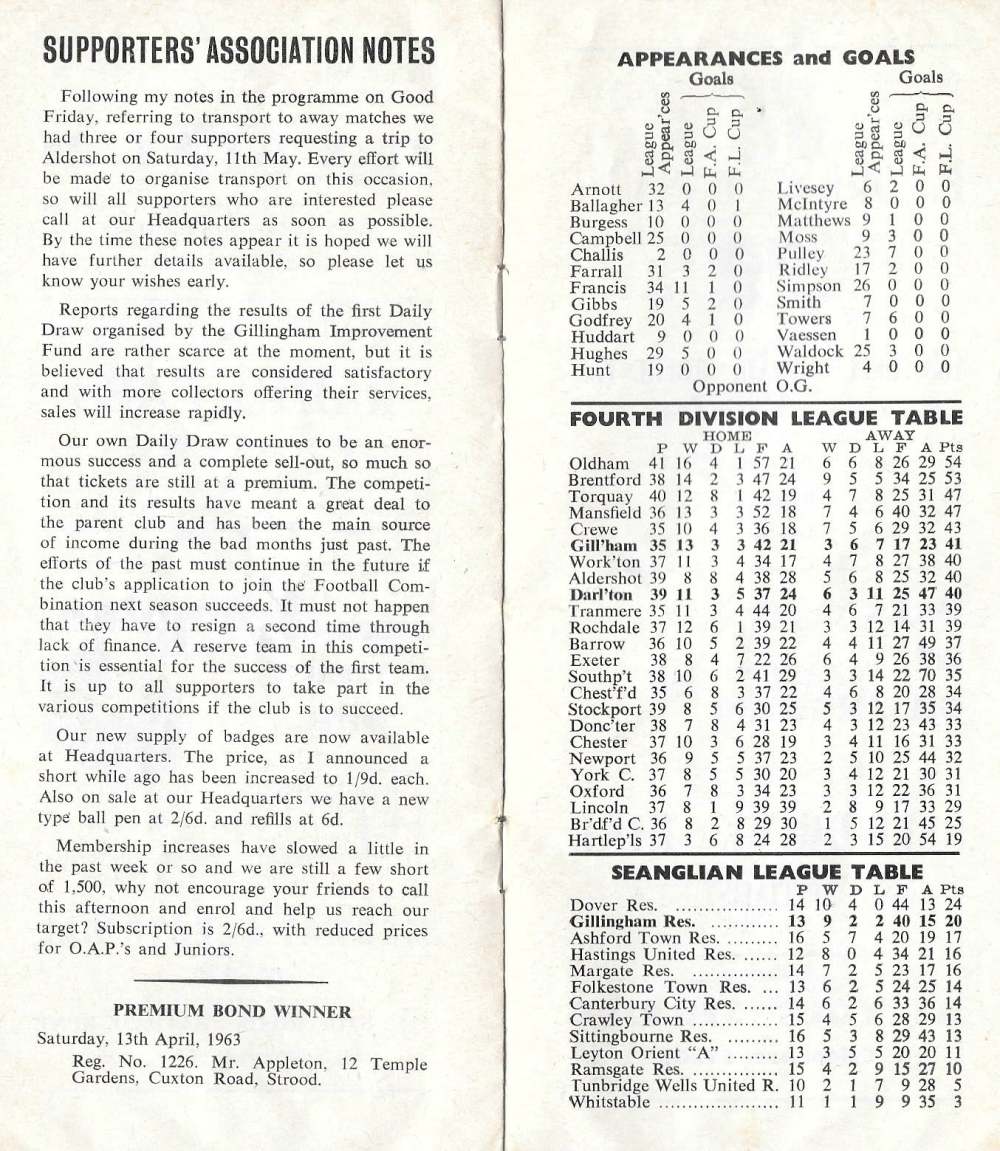 SUPPORTERS' ASSOCIATION NOTES
Following my notes in the programme on Good
Friday, referring to transport to away matches we
had three or four supporters requesting a trip to
Aldershot on Saturday, 11th May. Every effort will
be made to organise transport on this occasion,
so will all supporters who are interested please
call at our Headquarters as soon as possible.
By the time these notes appear it is hoped we will
have further details available, so please let us
know your wishes early.
Reports regarding the results of the first Daily
Draw organised by the Gillingham Improvement
Fund are rather scarce at the moment, but it is
believed that results are considered satisfactory
and with more collectors offering their services,
sales will increase rapidly.
Our own Daily Draw continues to be an enor-
mous success and a complete sell-out, so much so
that tickets are still at a premium. The competi-
tion and its results have meant a great deal to
the parent club and has been the main source
of income during the bad months just past. The
efforts of the past must continue in the future if
the club's application to join the Football Com-
bination next season succeeds. It must not happen
that they have to resign a second time through
lack of finance. A reserve team in this competi-
tion is essential for the success of the first team.
It is up to all supporters to take part in the
various competitions if the club is to succeed.
Our new supply of badges are now available
at Headquarters. The price, as I announced a
short while ago has been increased to 1/9d. each.
Also on sale at our Headquarters we have a new
type ball pen at 2/6d. and refills at 6d.
Membership increases have slowed a little in
the past week or so and we are still a few short
of 1,500, why not encourage your friends to call
this afternoon and enrol and help us reach our
target? Subscription is 2/6d., with reduced prices
for O.A.P.'s and Juniors.
PREMIUM BOND WINNER
Saturday, 13th April, 1963
Reg. No. 1226. Mr. Appleton, 12 Temple
Gardens, Cuxton Road, Strood.
APPEARANCES and GOALS
Goals Goals
League Appear'ces League F.A. Cup F.L. Cup League Appear'ces League F.A. Cup F.L. Cup
Arnott 32 0 0 0 Livesey 6 2 0 0
Ballagher 13 4 0 1 McIntyre 8 0 0 0
Burgess 10 0 0 0 Matthews 9 1 0 0
Campbell 25 0 0 0 Moss 9 3 0 0
Challis 2 0 0 0 Pulley 23 7 0 0
Farrall 31 3 2 0 Ridley 17 2 0 0
Francis 34 11 1 0 Simpson 26 0 0 0
Gibbs 19 5 2 0 Smith 7 0 0 0
Godfrey 20 4 1 0 Towers 7 6 0 0
Huddart 9 0 0 0 Vaessen 1 0 0 0
Hughes 29 5 0 0 Waldock 25 3 0 0
Hunt 19 0 0 0 Wright 4 0 0 0
Opponent O.G.
FOURTH DIVISION LEAGUE TABLE
HOME AWAY
P W D L F A W D L F A Pts
Oldham 41 16 4 1 57 21 6 6 8 26 29 54
Brentford 38 14 2 3 47 24 9 5 5 34 25 53
Torquay 40 12 8 1 42 19 4 7 8 25 31 47
Mansfield 36 13 3 3 52 18 7 4 6 40 32 47
Crewe 35 10 4 3 36 18 7 5 6 29 32 43
Gill'ham 35 13 3 3 42 21 3 6 7 17 23 41
Work'ton 37 11 3 4 34 17 4 7 8 27 38 40
Aldershot 39 8 8 4 38 28 5 6 8 25 32 40
Darl'ton 39 11 3 5 37 24 6 3 11 25 47 40
Tranmere 35 11 3 4 44 20 4 6 7 21 33 39
Rochdale 37 12 6 1 39 21 3 3 12 14 31 39
Barrow 36 10 5 2 39 22 4 4 11 27 49 37
Exeter 38 8 4 7 22 26 6 4 9 26 38 36
Southp't 38 10 6 2 41 29 3 3 14 22 70 35
Chest'f'd 35 6 8 3 37 22 4 6 8 20 28 34
Stockport 39 8 5 6 30 25 5 3 12 17 35 34
Donc'ter 38 7 8 4 31 23 4 3 12 23 43 33
Chester 37 10 3 6 28 19 3 4 11 16 31 33
Newport 36 9 5 5 37 23 2 5 10 25 44 32
York C. 37 8 5 5 30 20 3 4 12 21 30 31
Oxford 36 7 8 3 34 23 3 3 12 22 36 31
Lincoln 37 8 1 9 39 39 2 8 9 17 33 29
Br'df'd C. 36 8 2 8 29 30 1 5 12 21 45 25
Hartlep'ls 37 3 6 8 24 28 2 3 15 20 54 19
SEANGLIAN LEAGUE TABLE
P W D L F A Pts
Dover Res. .................. 14 10 4 0 44 13 24
Gillingham Res. ............ 13 9 2 2 40 15 20
Ashford Town Res. ......... 16 5 7 4 20 19 17
Hastings United Res. ...... 12 8 0 4 34 21 16
Margate Res. ............... 14 7 2 5 23 17 16
Folkestone Town Res. ... 13 6 2 5 24 25 14
Canterbury City Res. ...... 14 6 2 6 33 36 14
Crawley Town ............... 15 4 5 6 28 29 13
Sittingbourne Res. ......... 16 5 3 8 29 43 13
Leyton Orient "A" ......... 13 3 5 5 20 20 11
Ramsgate Res. ............... 15 4 2 9 15 27 10
Tunbridge Wells United R. 10 2 1 7 9 28 5
Whitstable ..................... 11 1 1 9 9 35 3